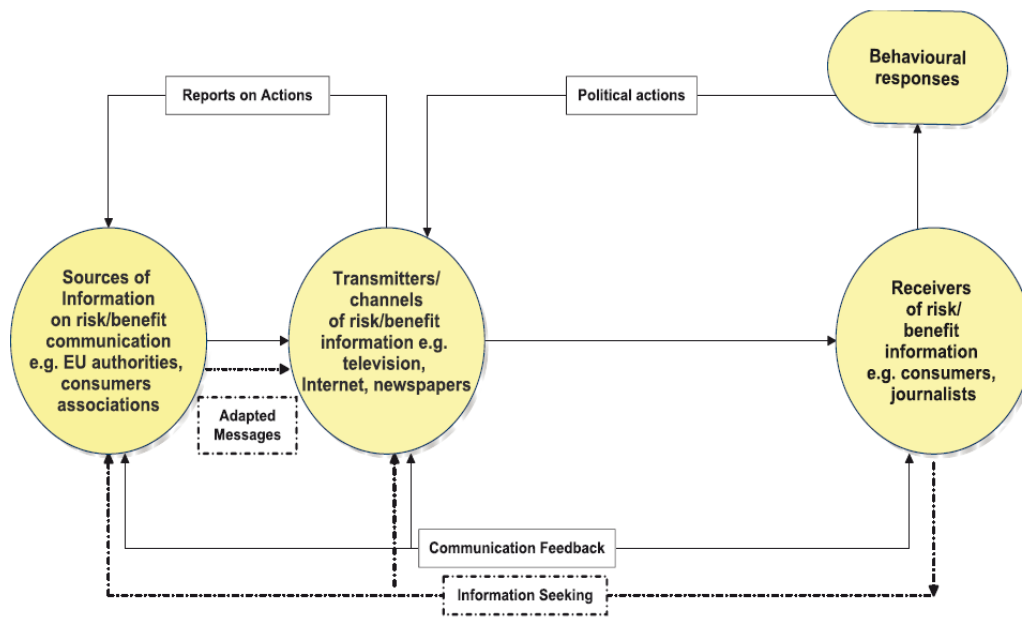 Behavioural
responses
Reports on Actions
Political actions
Sources of
Information
on risk/benefit
communication
e.g. EU authorities,
consumers
associations
Transmitters/
channels
of risk/benefit
information e.g.
television,
Internet, newspapers
Receivers
of risk/
benefit
information
e.g. consumers,
journalists
Adapted
Messages
Communication Feedback
Information Seeking